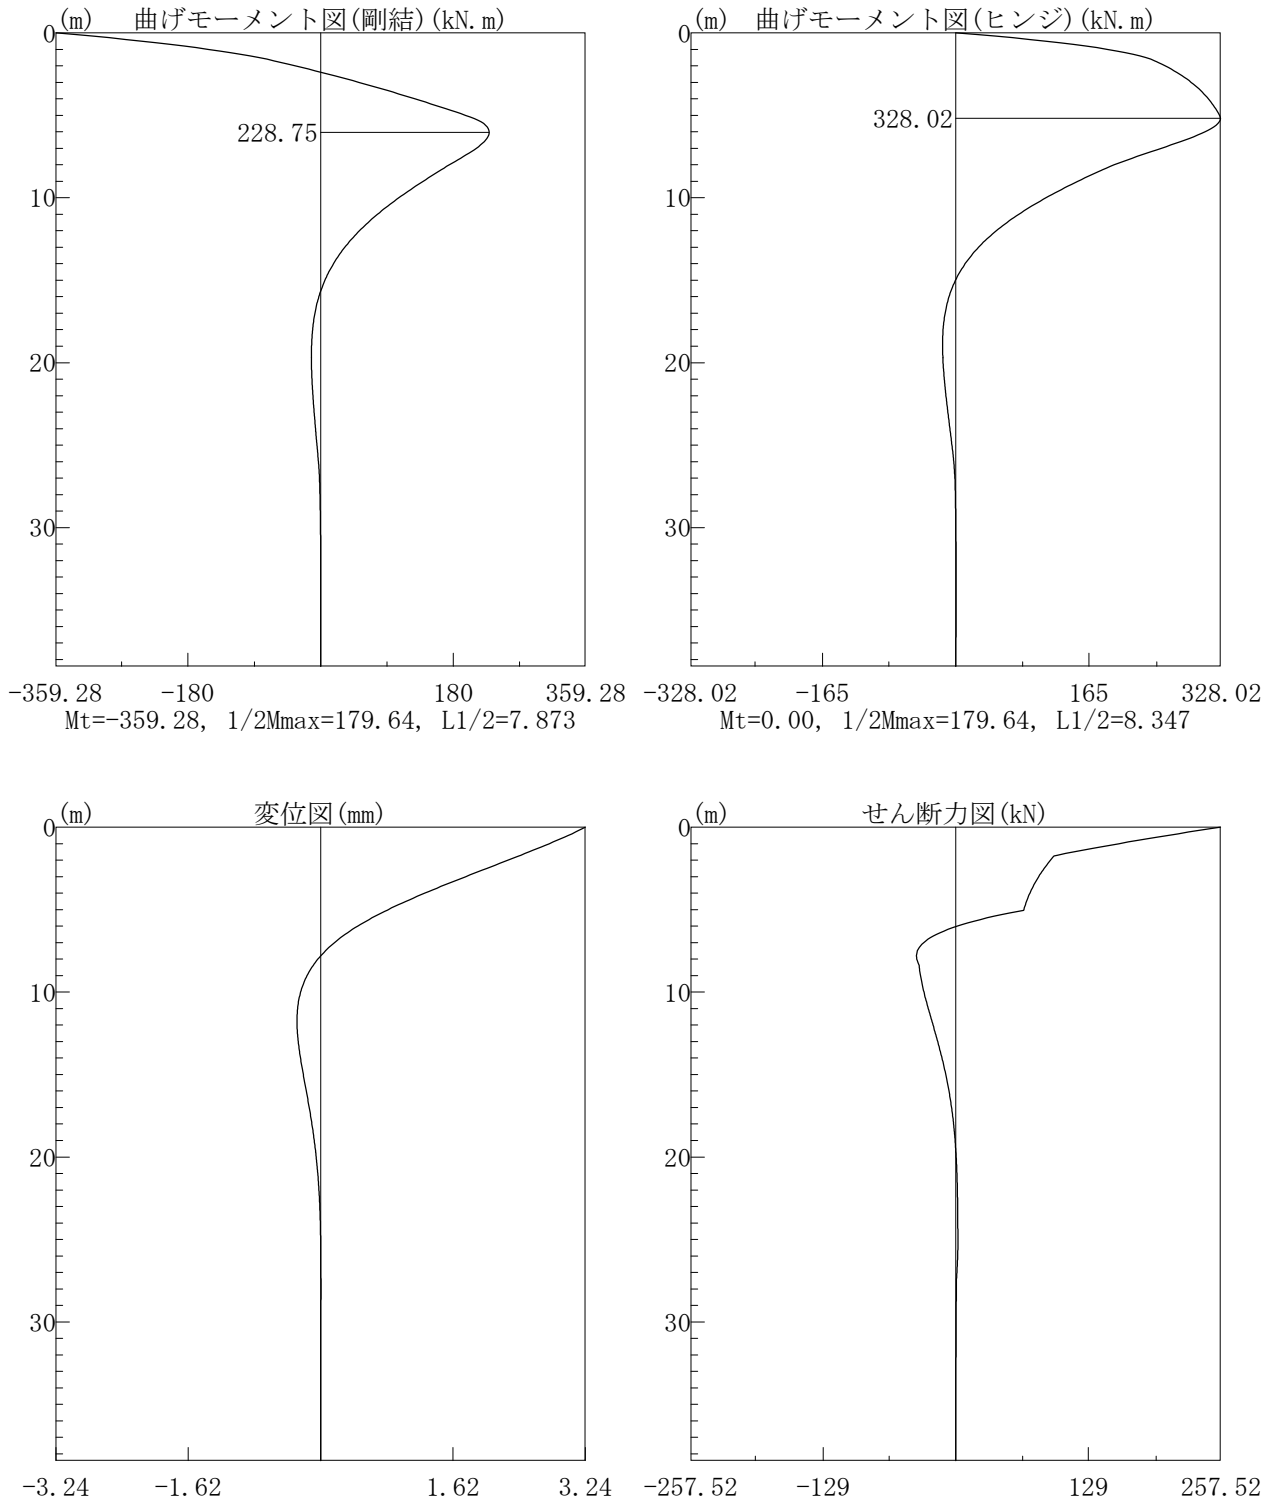 (m) 曲げモーメント図(剛結)(kN.m)
0
10
20
30
228.75
-359.28 -180 180 359.28
Mt=-359.28, 1/2Mmax=179.64, L1/2=7.873
(m) 曲げモーメント図(ヒンジ)(kN.m)
0
10
20
30
328.02
-328.02 -165 165 328.02
Mt=0.00, 1/2Mmax=179.64, L1/2=8.347
(m) 変位図(mm)
0
10
20
30
-3.24 -1.62 1.62 3.24
(m) せん断力図(kN)
0
10
20
30
-257.52 -129 129 257.52